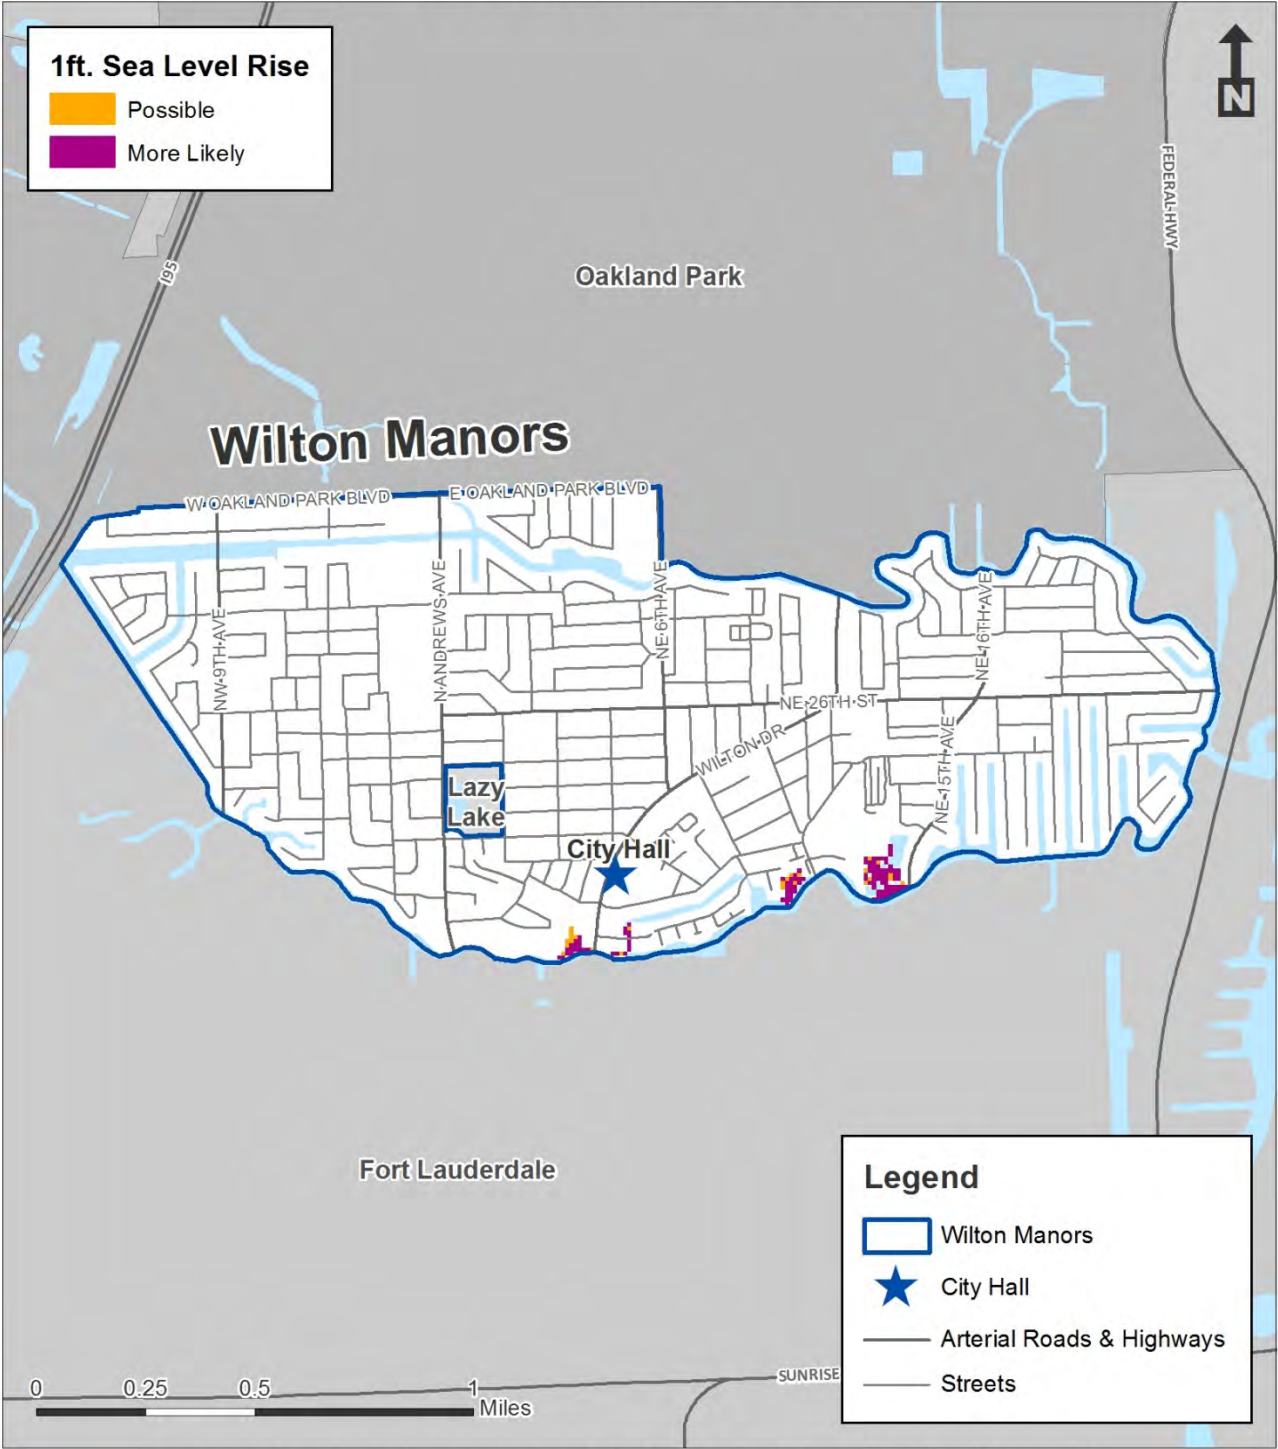 1ft. Sea Level Rise
Possible
More Likely
N
FEDERAL HWY
I95
Oakland Park
Wilton Manors
W OAKLAND PARK BLVD
E OAKLAND PARK BLVD
NW 9TH AVE
N ANDREWS AVE
NE 6TH AVE
NE 16TH AVE
NE 26TH ST
WILTON DR
NE 15TH AVE
Lazy
Lake
City Hall
Fort Lauderdale
Legend
Wilton Manors
City Hall
Arterial Roads & Highways
Streets
SUNRISE
0 0.25 0.5 1
Miles